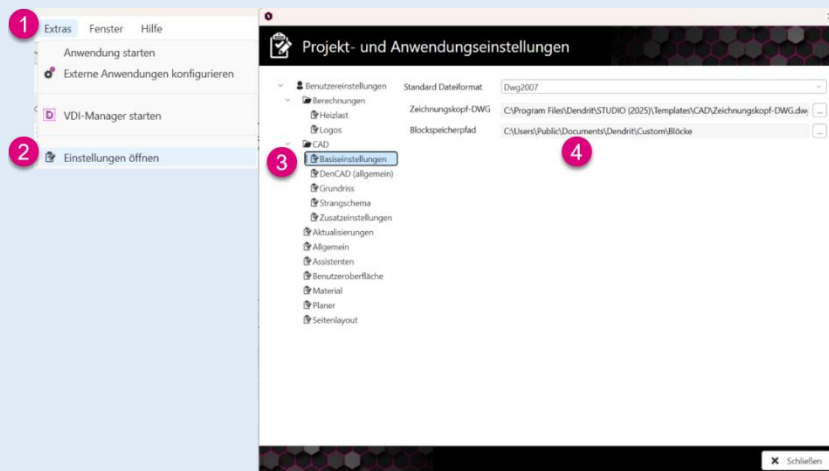 1
Extras Fenster Hilfe
Anwendung starten
Externe Anwendungen konfigurieren
D VDI-Manager starten
2
Einstellungen öffnen
Projekt- und Anwendungseinstellungen
Benutzereinstellungen
Berechnungen
Heizlast
Logos
CAD
3
Basiseinstellungen
DenCAD (allgemein)
Grundriss
Strangschema
Zusatzeinstellungen
Aktualisierungen
Allgemein
Assistenten
Benutzeroberfläche
Material
Planer
Seitenlayout
Standard Dateiformat Dwg2007
Zeichnungskopf-DWG C:\Program Files\Dendrit\STUDIO (2025)\Templates\CAD\Zeichnungskopf-DWG.dwg ...
Blockspeicherpfad C:\Users\Public\Documents\Dendrit\Custom\Blöcke ...
4
Schließen